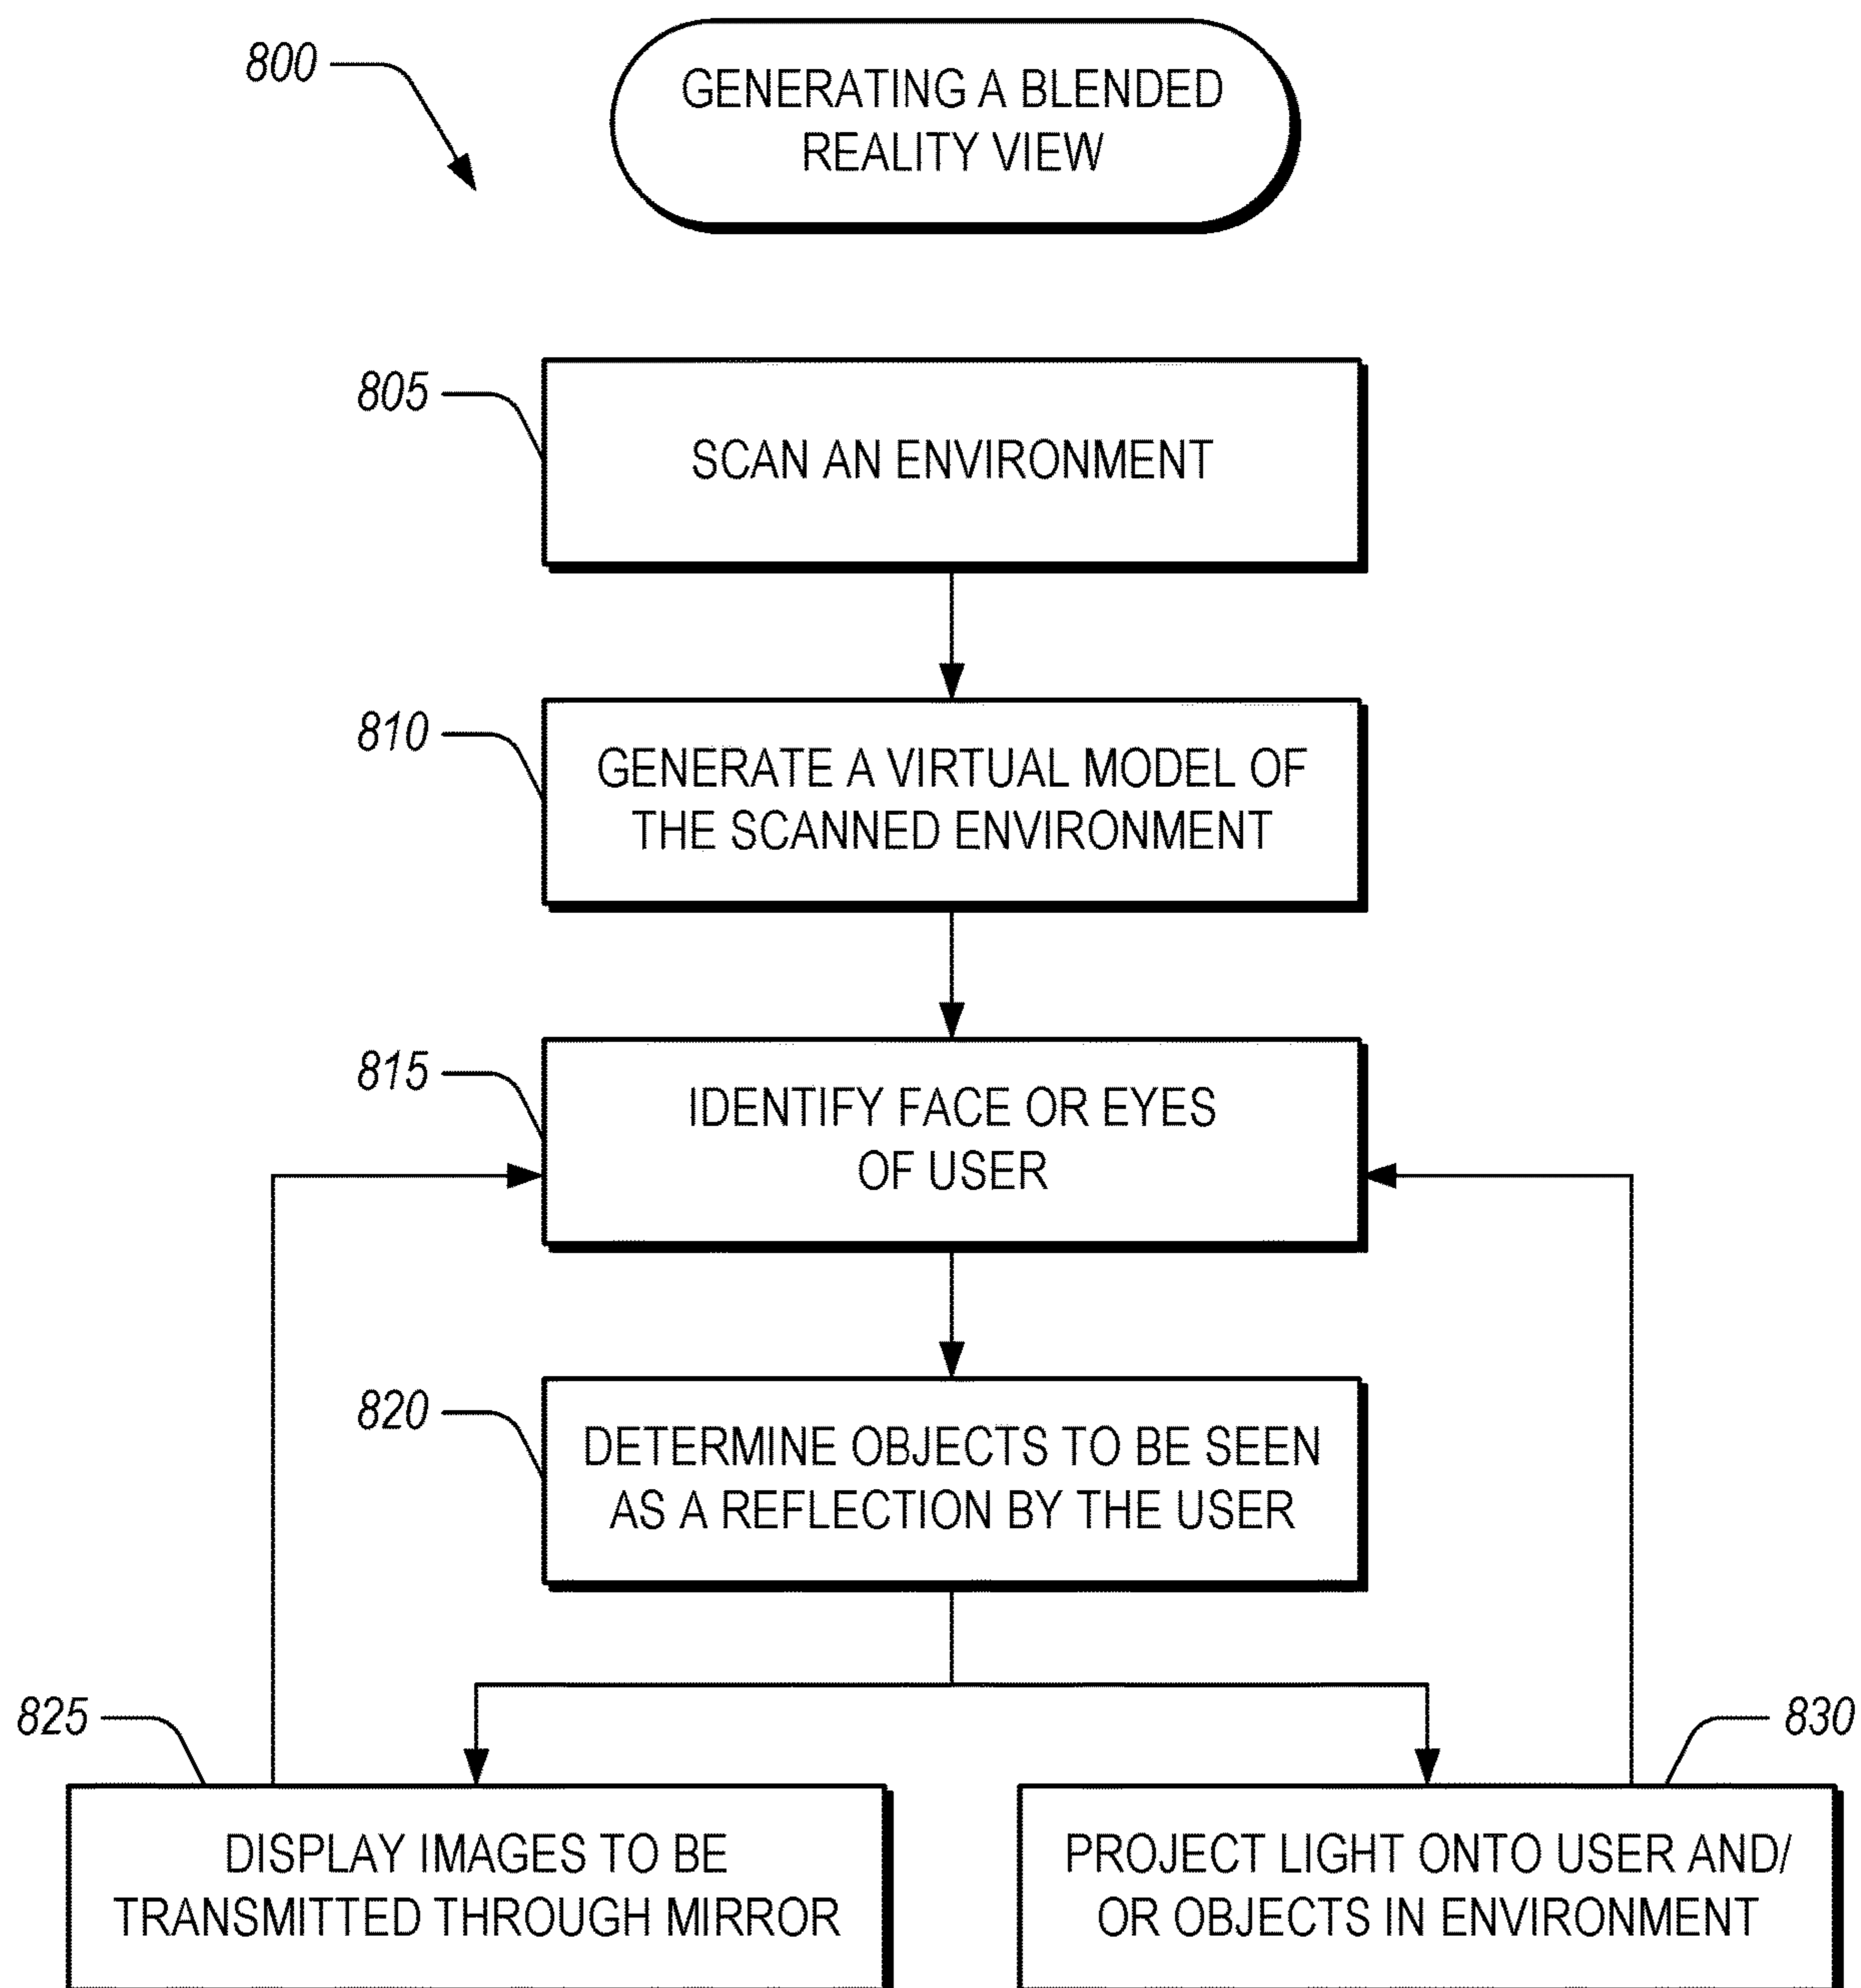 800
GENERATING A BLENDED
REALITY VIEW
805
SCAN AN ENVIRONMENT
810
GENERATE A VIRTUAL MODEL OF
THE SCANNED ENVIRONMENT
815
IDENTIFY FACE OR EYES
OF USER
820
DETERMINE OBJECTS TO BE SEEN
AS A REFLECTION BY THE USER
825
DISPLAY IMAGES TO BE
TRANSMITTED THROUGH MIRROR
830
PROJECT LIGHT ONTO USER AND/
OR OBJECTS IN ENVIRONMENT